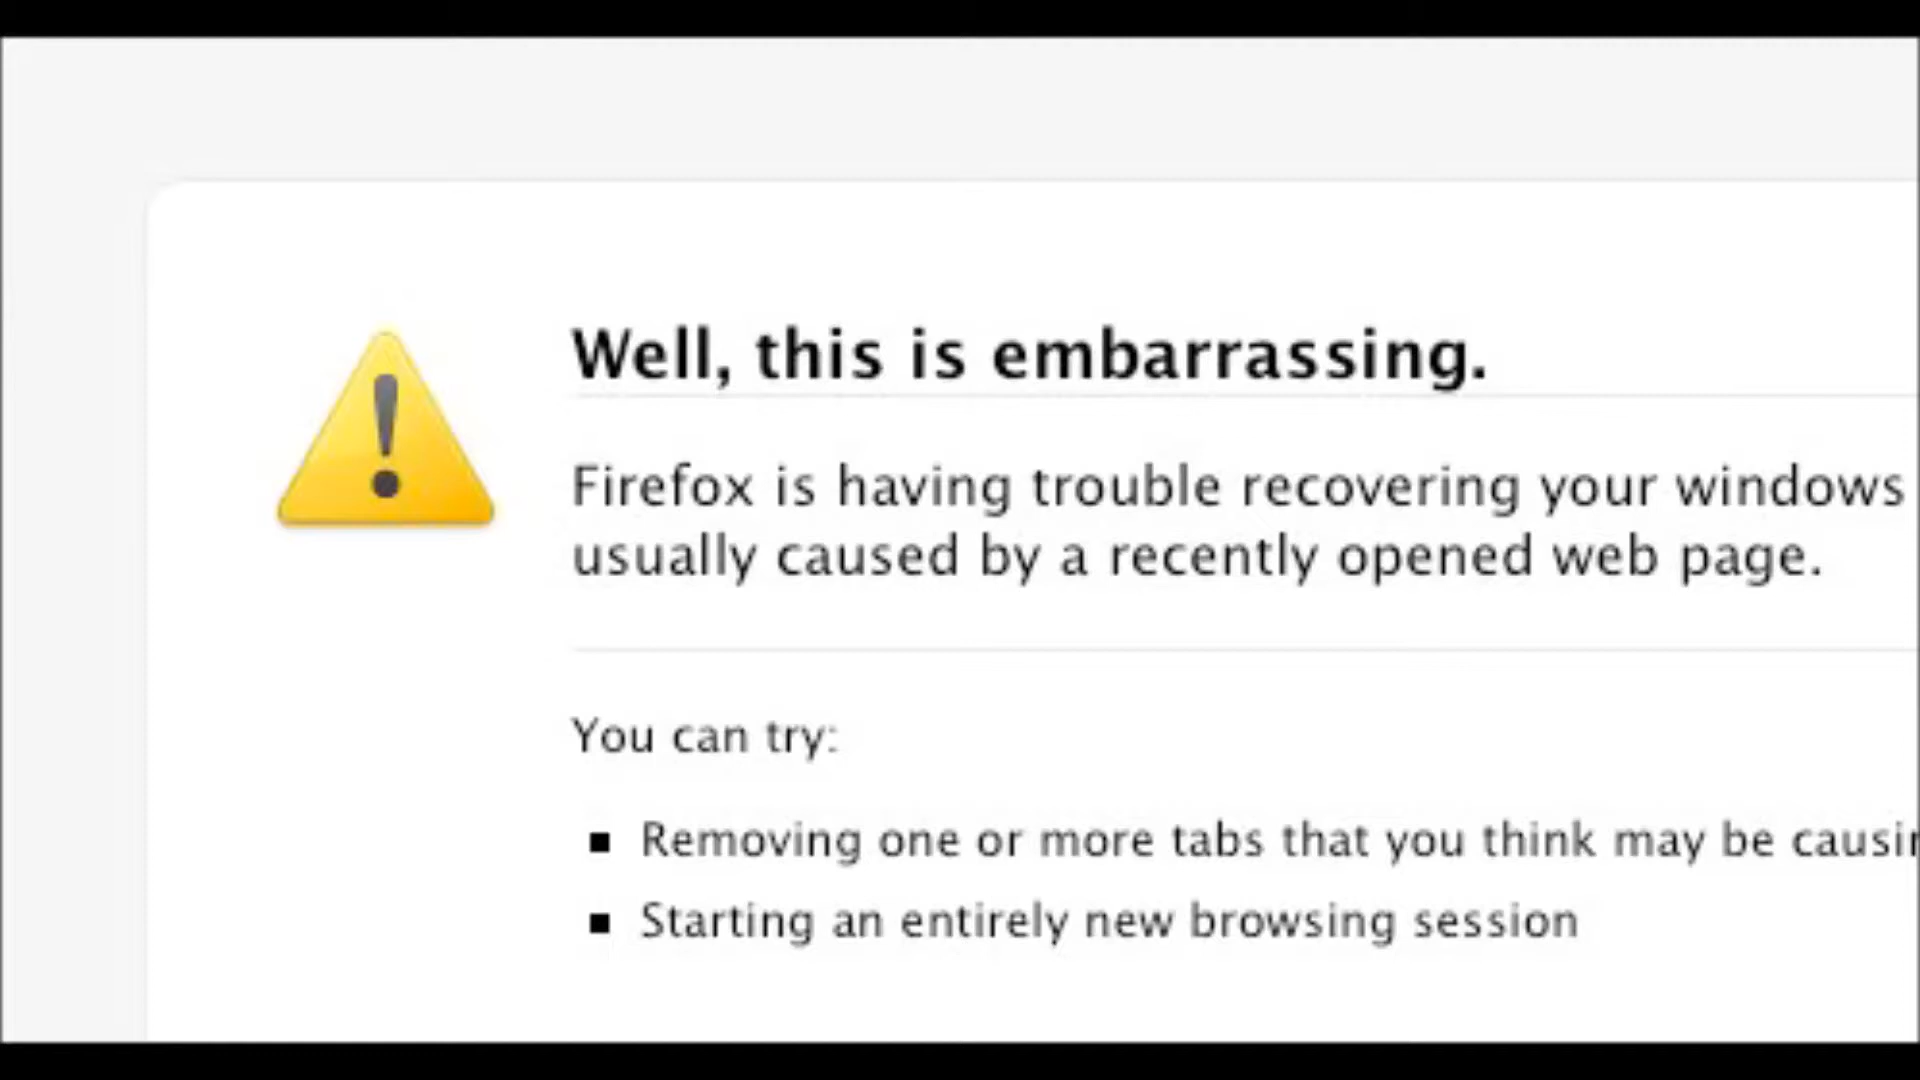 Well, this is embarrassing.
Firefox is having trouble recovering your windows
usually caused by a recently opened web page.
You can try:
Removing one or more tabs that you think may be
Starting an entirely new browsing session